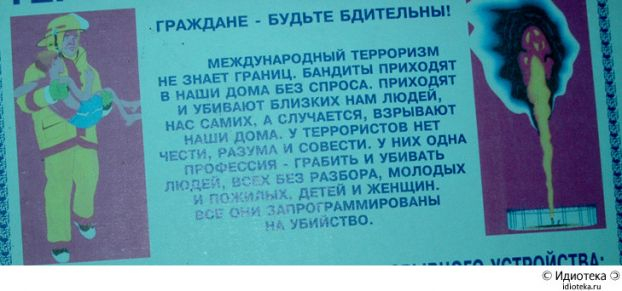 ГРАЖДАНЕ - БУДЬТЕ БДИТЕЛЬНЫ!
МЕЖДУНАРОДНЫЙ ТЕРРОРИЗМ
НЕ ЗНАЕТ ГРАНИЦ. БАНДИТЫ ПРИХОДЯТ
В НАШИ ДОМА БЕЗ СПРОСА. ПРИХОДЯТ
И УБИВАЮТ БЛИЗКИХ НАМ ЛЮДЕЙ,
НАС САМИХ, А СЛУЧАЕТСЯ, ВЗРЫВАЮТ
НАШИ ДОМА. У ТЕРРОРИСТОВ НЕТ
ЧЕСТИ, РАЗУМА И СОВЕСТИ. У НИХ ОДНА
ПРОФЕССИЯ - ГРАБИТЬ И УБИВАТЬ
ЛЮДЕЙ, ВСЕХ БЕЗ РАЗБОРА, МОЛОДЫХ
И ПОЖИЛЫХ, ДЕТЕЙ И ЖЕНЩИН.
ВСЕ ОНИ ЗАПРОГРАММИРОВАНЫ
НА УБИЙСТВО.
УСТРОЙСТВА:
© Идиотека
idioteka.ru